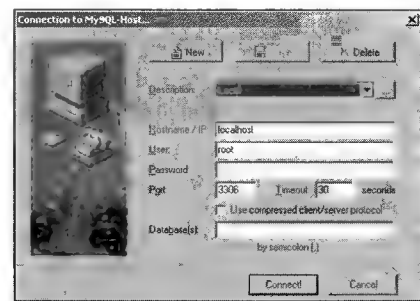 Connection to MySQL-Host...
New
Delete
Description:
Local
Hostname / IP
localhost
User:
root
Password
Port
3306
Timeout
30
seconds
Use compressed client/server protocol
Database(s)
by semicolon (;)
Connect!
Cancel